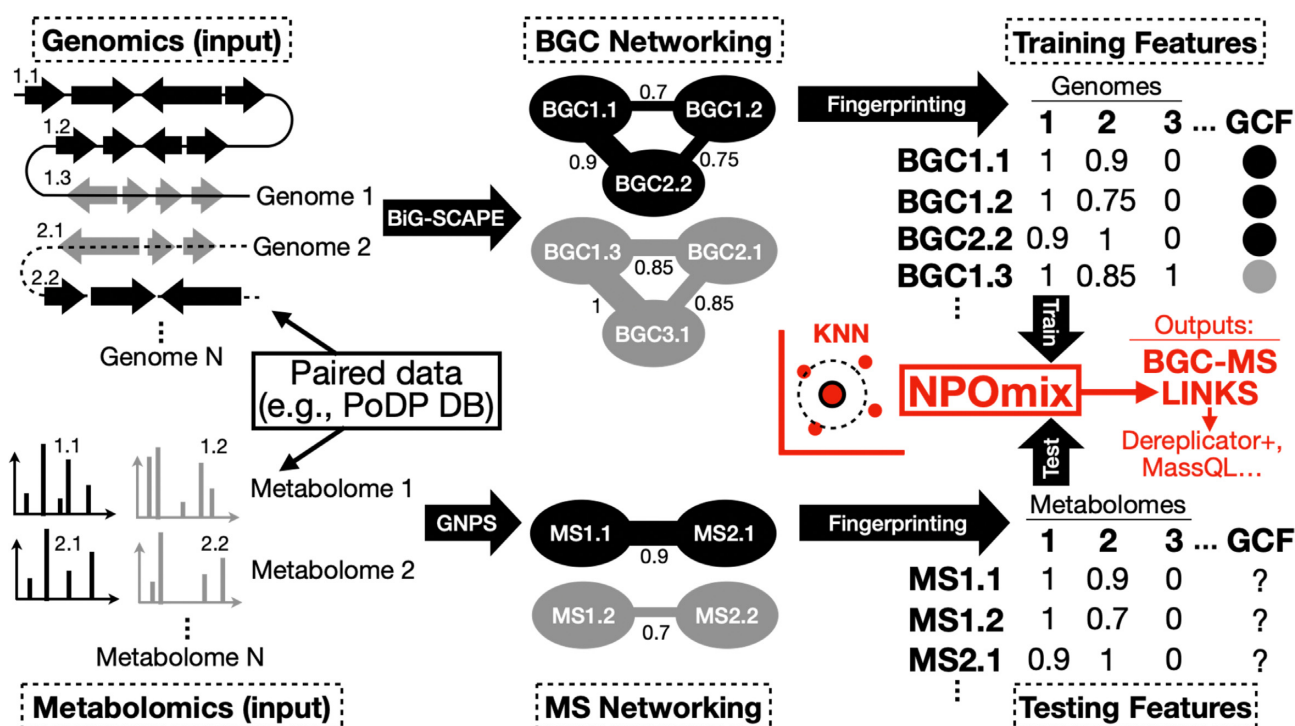 Genomics (input)
1.1
1.2
1.3
Genome 1
2.1
Genome 2
2.2
Genome N
BiG-SCAPE
BGC Networking
BGC1.1
0.7
BGC1.2
0.9
0.75
BGC2.2
BGC1.3
BGC2.1
0.85
1
0.85
BGC3.1
Fingerprinting
Training Features
Genomes
1 2 3 ... GCF
BGC1.1 1 0.9 0
BGC1.2 1 0.75 0
BGC2.2 0.9 1 0
BGC1.3 1 0.85 1
Train
Paired data
(e.g., PoDP DB)
KNN
NPOmix
Outputs:
BGC-MS
LINKS
Dereplicator+,
MassQL...
Test
1.1
1.2
Metabolome 1
2.1
2.2
Metabolome 2
Metabolome N
Metabolomics (input)
GNPS
MS1.1
MS2.1
0.9
MS1.2
MS2.2
0.7
MS Networking
Fingerprinting
Metabolomes
1 2 3 ... GCF
MS1.1 1 0.9 0 ?
MS1.2 1 0.7 0 ?
MS2.1 0.9 1 0 ?
Testing Features